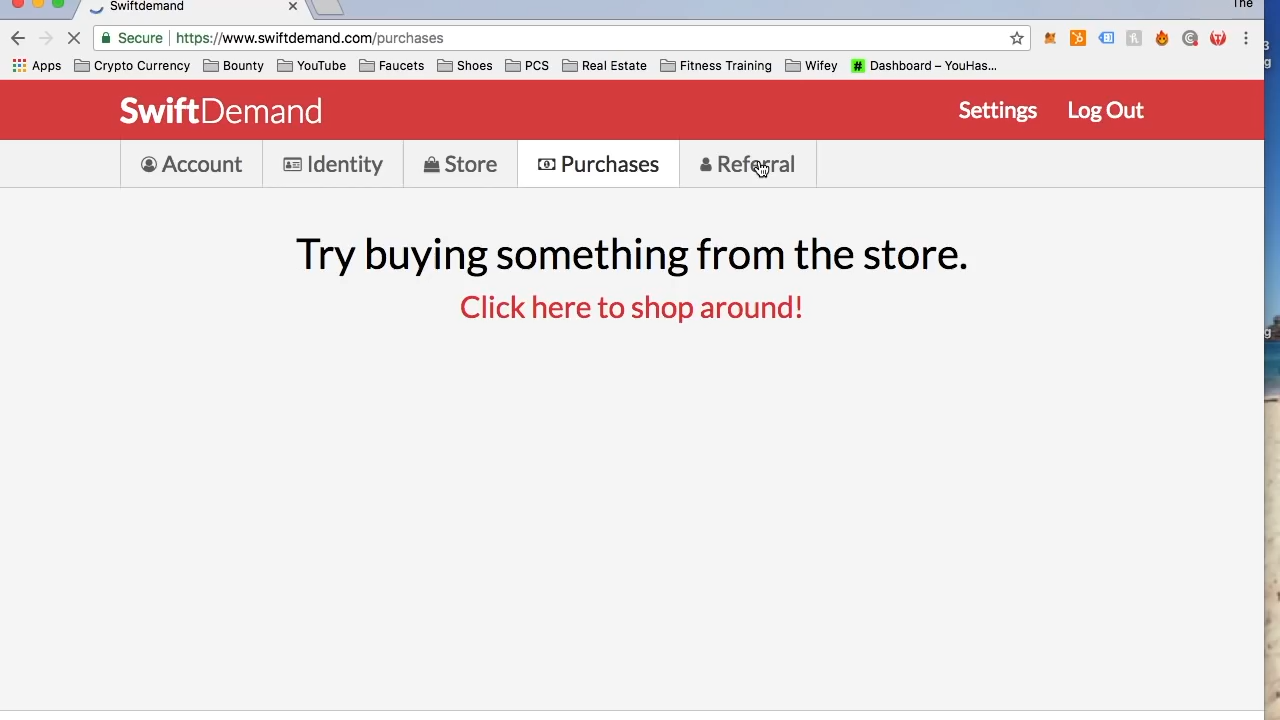 Swiftdemand
The
Secure https://www.swiftdemand.com/purchases
Apps Crypto Currency Bounty YouTube Faucets Shoes PCS Real Estate Fitness Training Wifey # Dashboard – YouHas...
SwiftDemand Settings Log Out
Account Identity Store Purchases Referral
Try buying something from the store.
Click here to shop around!